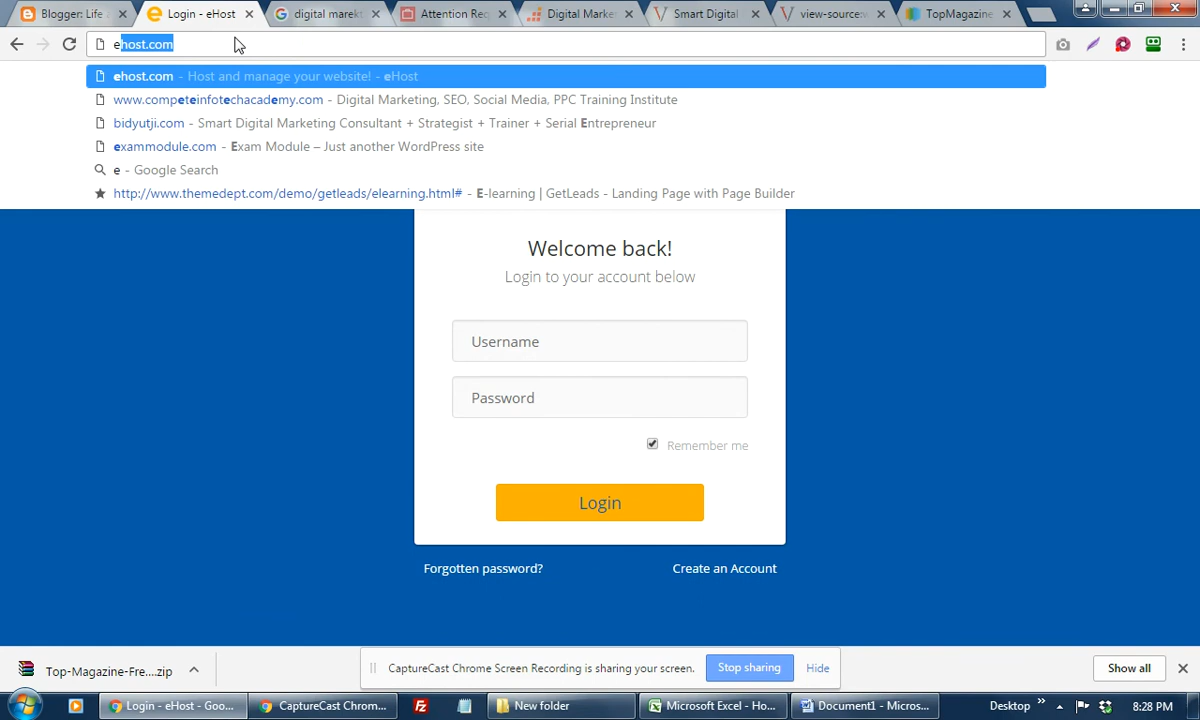 Blogger: Life
Login - eHost
digital marekt
Attention Req
Digital Marke
Smart Digital
view-source:w
TopMagazine
ehost.com
ehost.com - Host and manage your website! - eHost
www.competeinfotechacademy.com - Digital Marketing, SEO, Social Media, PPC Training Institute
bidyutji.com - Smart Digital Marketing Consultant + Strategist + Trainer + Serial Entrepreneur
exammodule.com - Exam Module – Just another WordPress site
e - Google Search
http://www.themedept.com/demo/getleads/elearning.html# - E-learning | GetLeads - Landing Page with Page Builder
Welcome back!
Login to your account below
Username
Password
Remember me
Login
Forgotten password?
Create an Account
Top-Magazine-Fre....zip
CaptureCast Chrome Screen Recording is sharing your screen.
Stop sharing
Hide
Show all
Login - eHost - Goo...
CaptureCast Chrom...
New folder
Microsoft Excel - Ho...
Document1 - Micros...
Desktop
8:28 PM